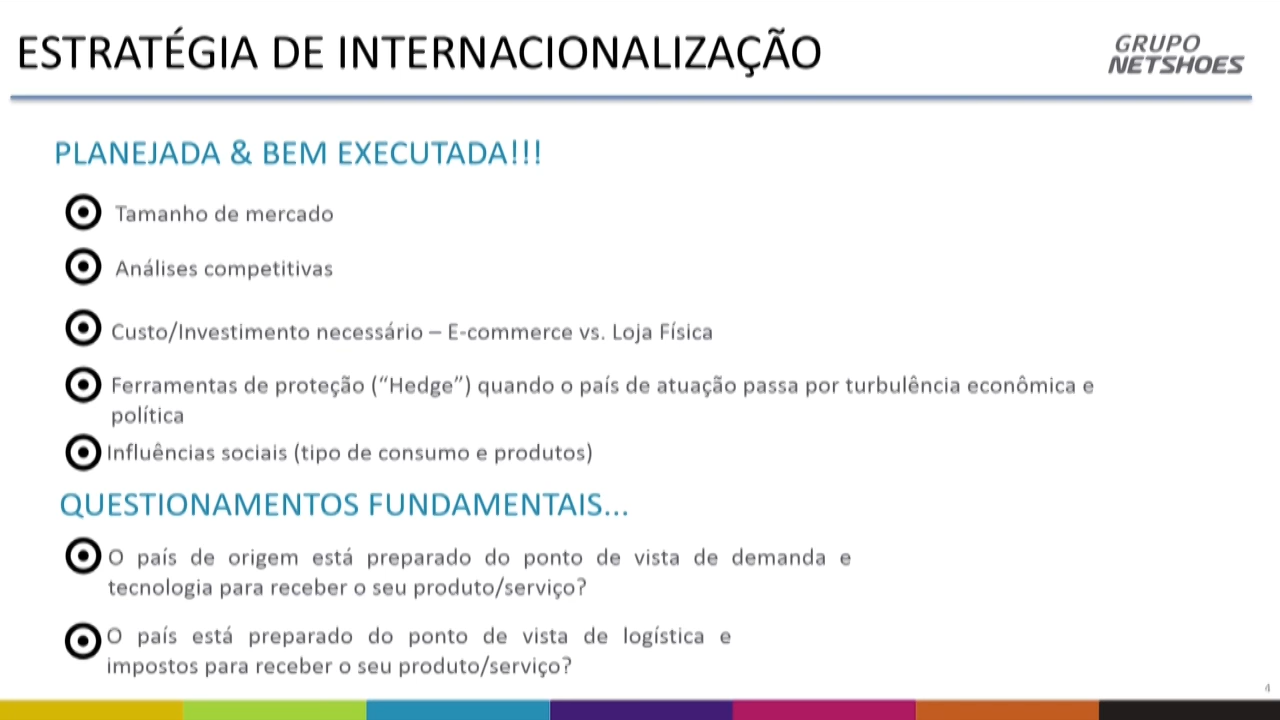 ESTRATÉGIA DE INTERNACIONALIZAÇÃO
GRUPO
NETSHOES
PLANEJADA & BEM EXECUTADA!!!
Tamanho de mercado
Análises competitivas
Custo/Investimento necessário – E-commerce vs. Loja Física
Ferramentas de proteção (“Hedge”) quando o país de atuação passa por turbulência econômica e
política
Influências sociais (tipo de consumo e produtos)
QUESTIONAMENTOS FUNDAMENTAIS...
O país de origem está preparado do ponto de vista de demanda e
tecnologia para receber o seu produto/serviço?
O país está preparado do ponto de vista de logística e
impostos para receber o seu produto/serviço?
4